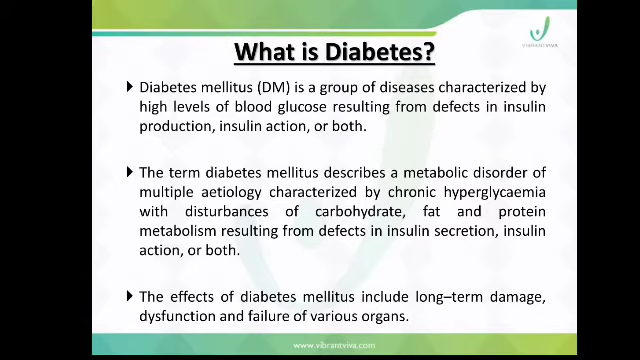 VIBRANTVIVA
What is Diabetes?
Diabetes mellitus (DM) is a group of diseases characterized by
high levels of blood glucose resulting from defects in insulin
production, insulin action, or both.
The term diabetes mellitus describes a metabolic disorder of
multiple aetiology characterized by chronic hyperglycaemia
with disturbances of carbohydrate, fat and protein
metabolism resulting from defects in insulin secretion, insulin
action, or both.
The effects of diabetes mellitus include long–term damage,
dysfunction and failure of various organs.
www.vibrantviva.com